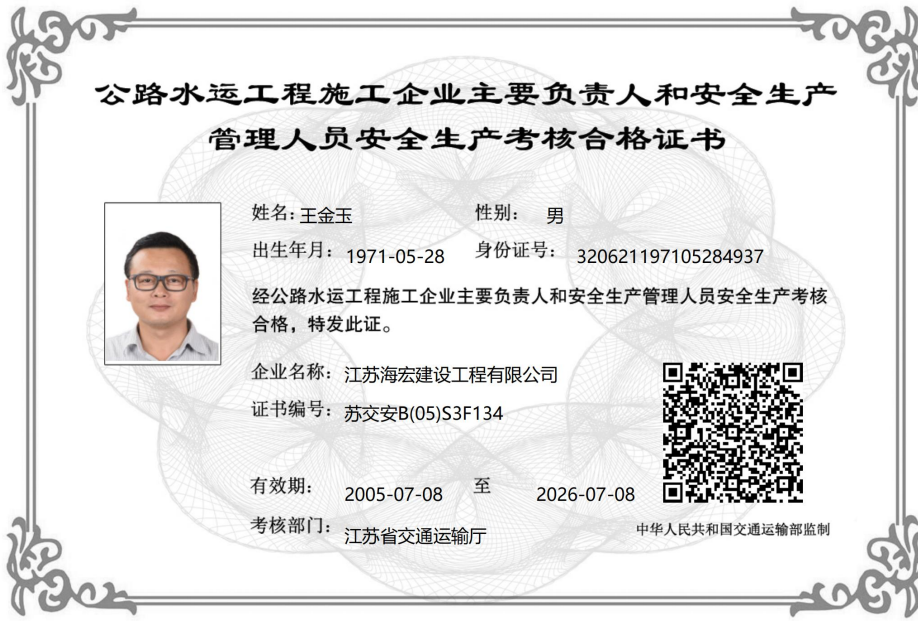 公路水运工程施工企业主要负责人和安全生产
管理人员安全生产考核合格证书
姓名：王金玉 性别： 男
出生年月： 1971-05-28 身份证号： 320621197105284937
经公路水运工程施工企业主要负责人和安全生产管理人员安全生产考核
合格，特发此证。
企业名称： 江苏海宏建设工程有限公司
证书编号： 苏交安B(05)S3F134
有效期： 2005-07-08 至 2026-07-08
考核部门： 江苏省交通运输厅
中华人民共和国交通运输部监制